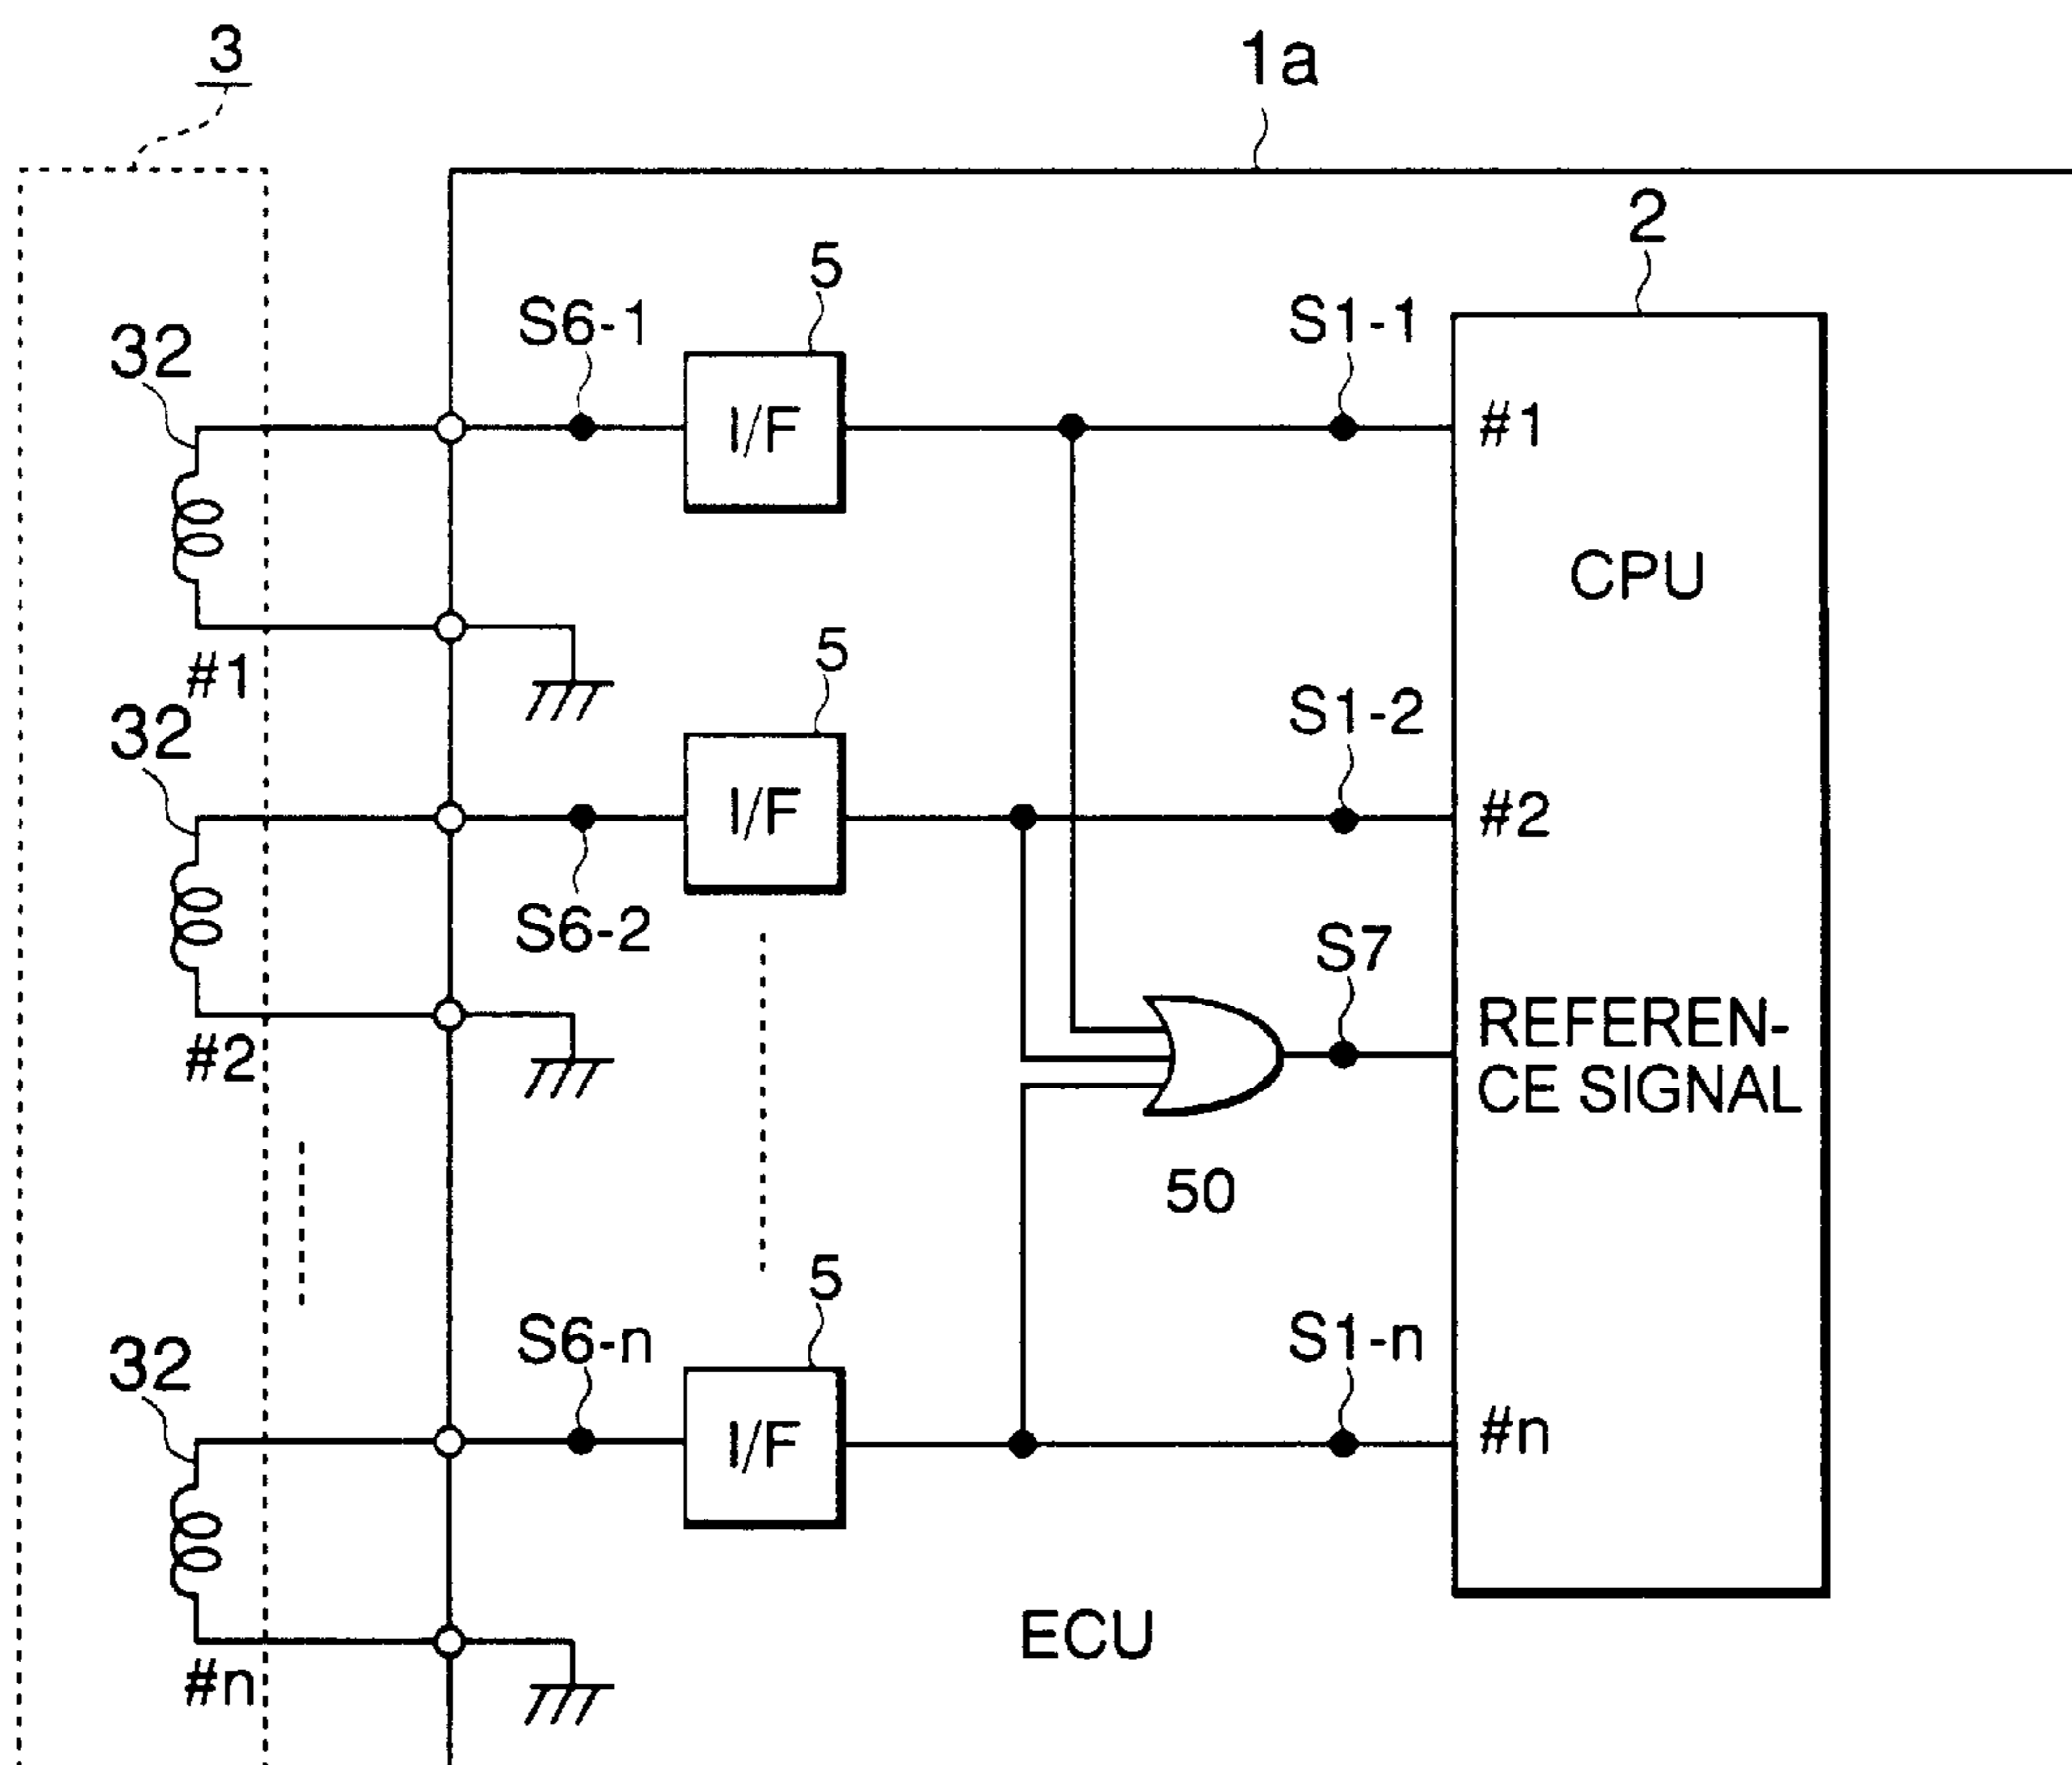 3
1a
2
5
S6-1
S1-1
32
I/F
#1
CPU
#1
5
32
S1-2
I/F
#2
S6-2
S7
#2
REFEREN-
CE SIGNAL
50
5
S6-n
S1-n
32
I/F
#n
ECU
#n